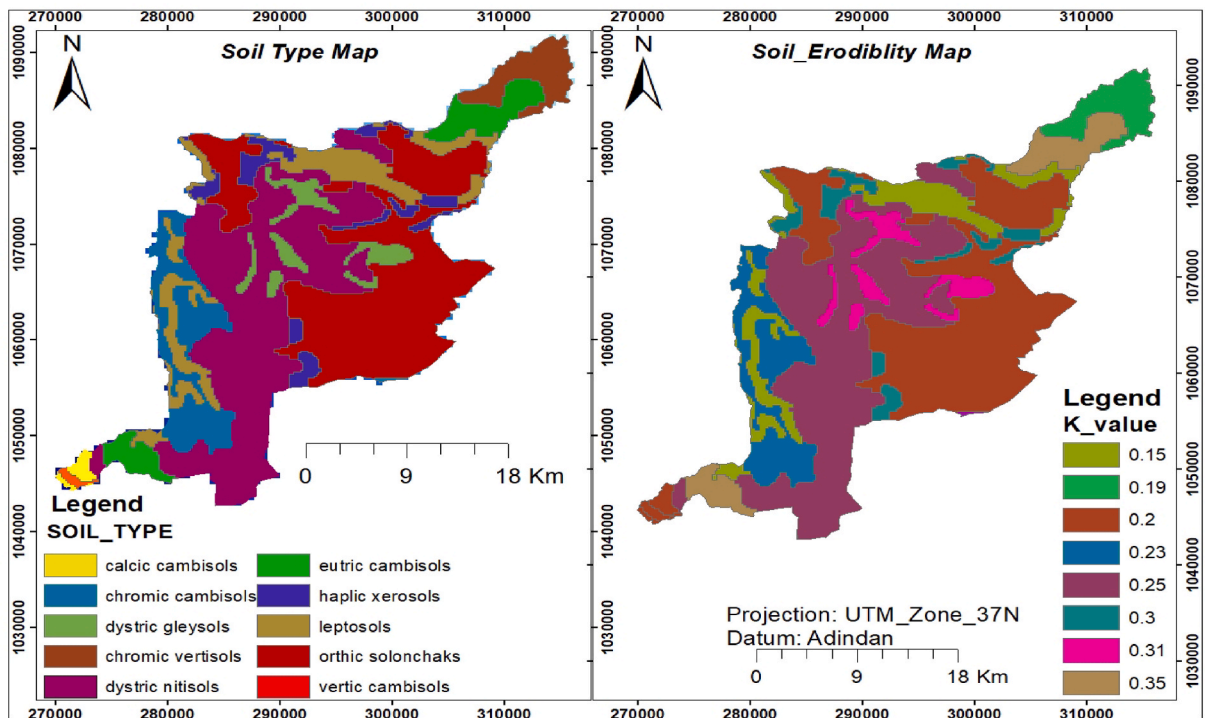 270000 280000 290000 300000 310000
270000 280000 290000 300000 310000
Soil Type Map
N
1090000
1080000
1070000
1060000
1050000
1040000
1030000
0 9 18 Km
Legend
SOIL_TYPE
calcic cambisols
chromic cambisols
dystric gleysols
chromic vertisols
dystric nitisols
eutric cambisols
haplic xerosols
leptosols
orthic solonchaks
vertic cambisols
270000 280000 290000 300000 310000
Soil_Erodiblity Map
N
1090000
1080000
1070000
1060000
1050000
1040000
1030000
Legend
K_value
0.15
0.19
0.2
0.23
0.25
0.3
0.31
0.35
Projection: UTM_Zone_37N
Datum: Adindan
0 9 18 Km
270000 280000 290000 300000 310000